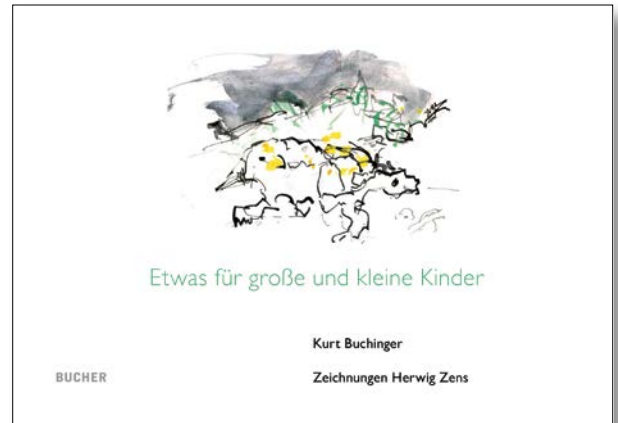 Etwas für große und kleine Kinder
Kurt Buchinger
BUCHER
Zeichnungen Herwig Zens